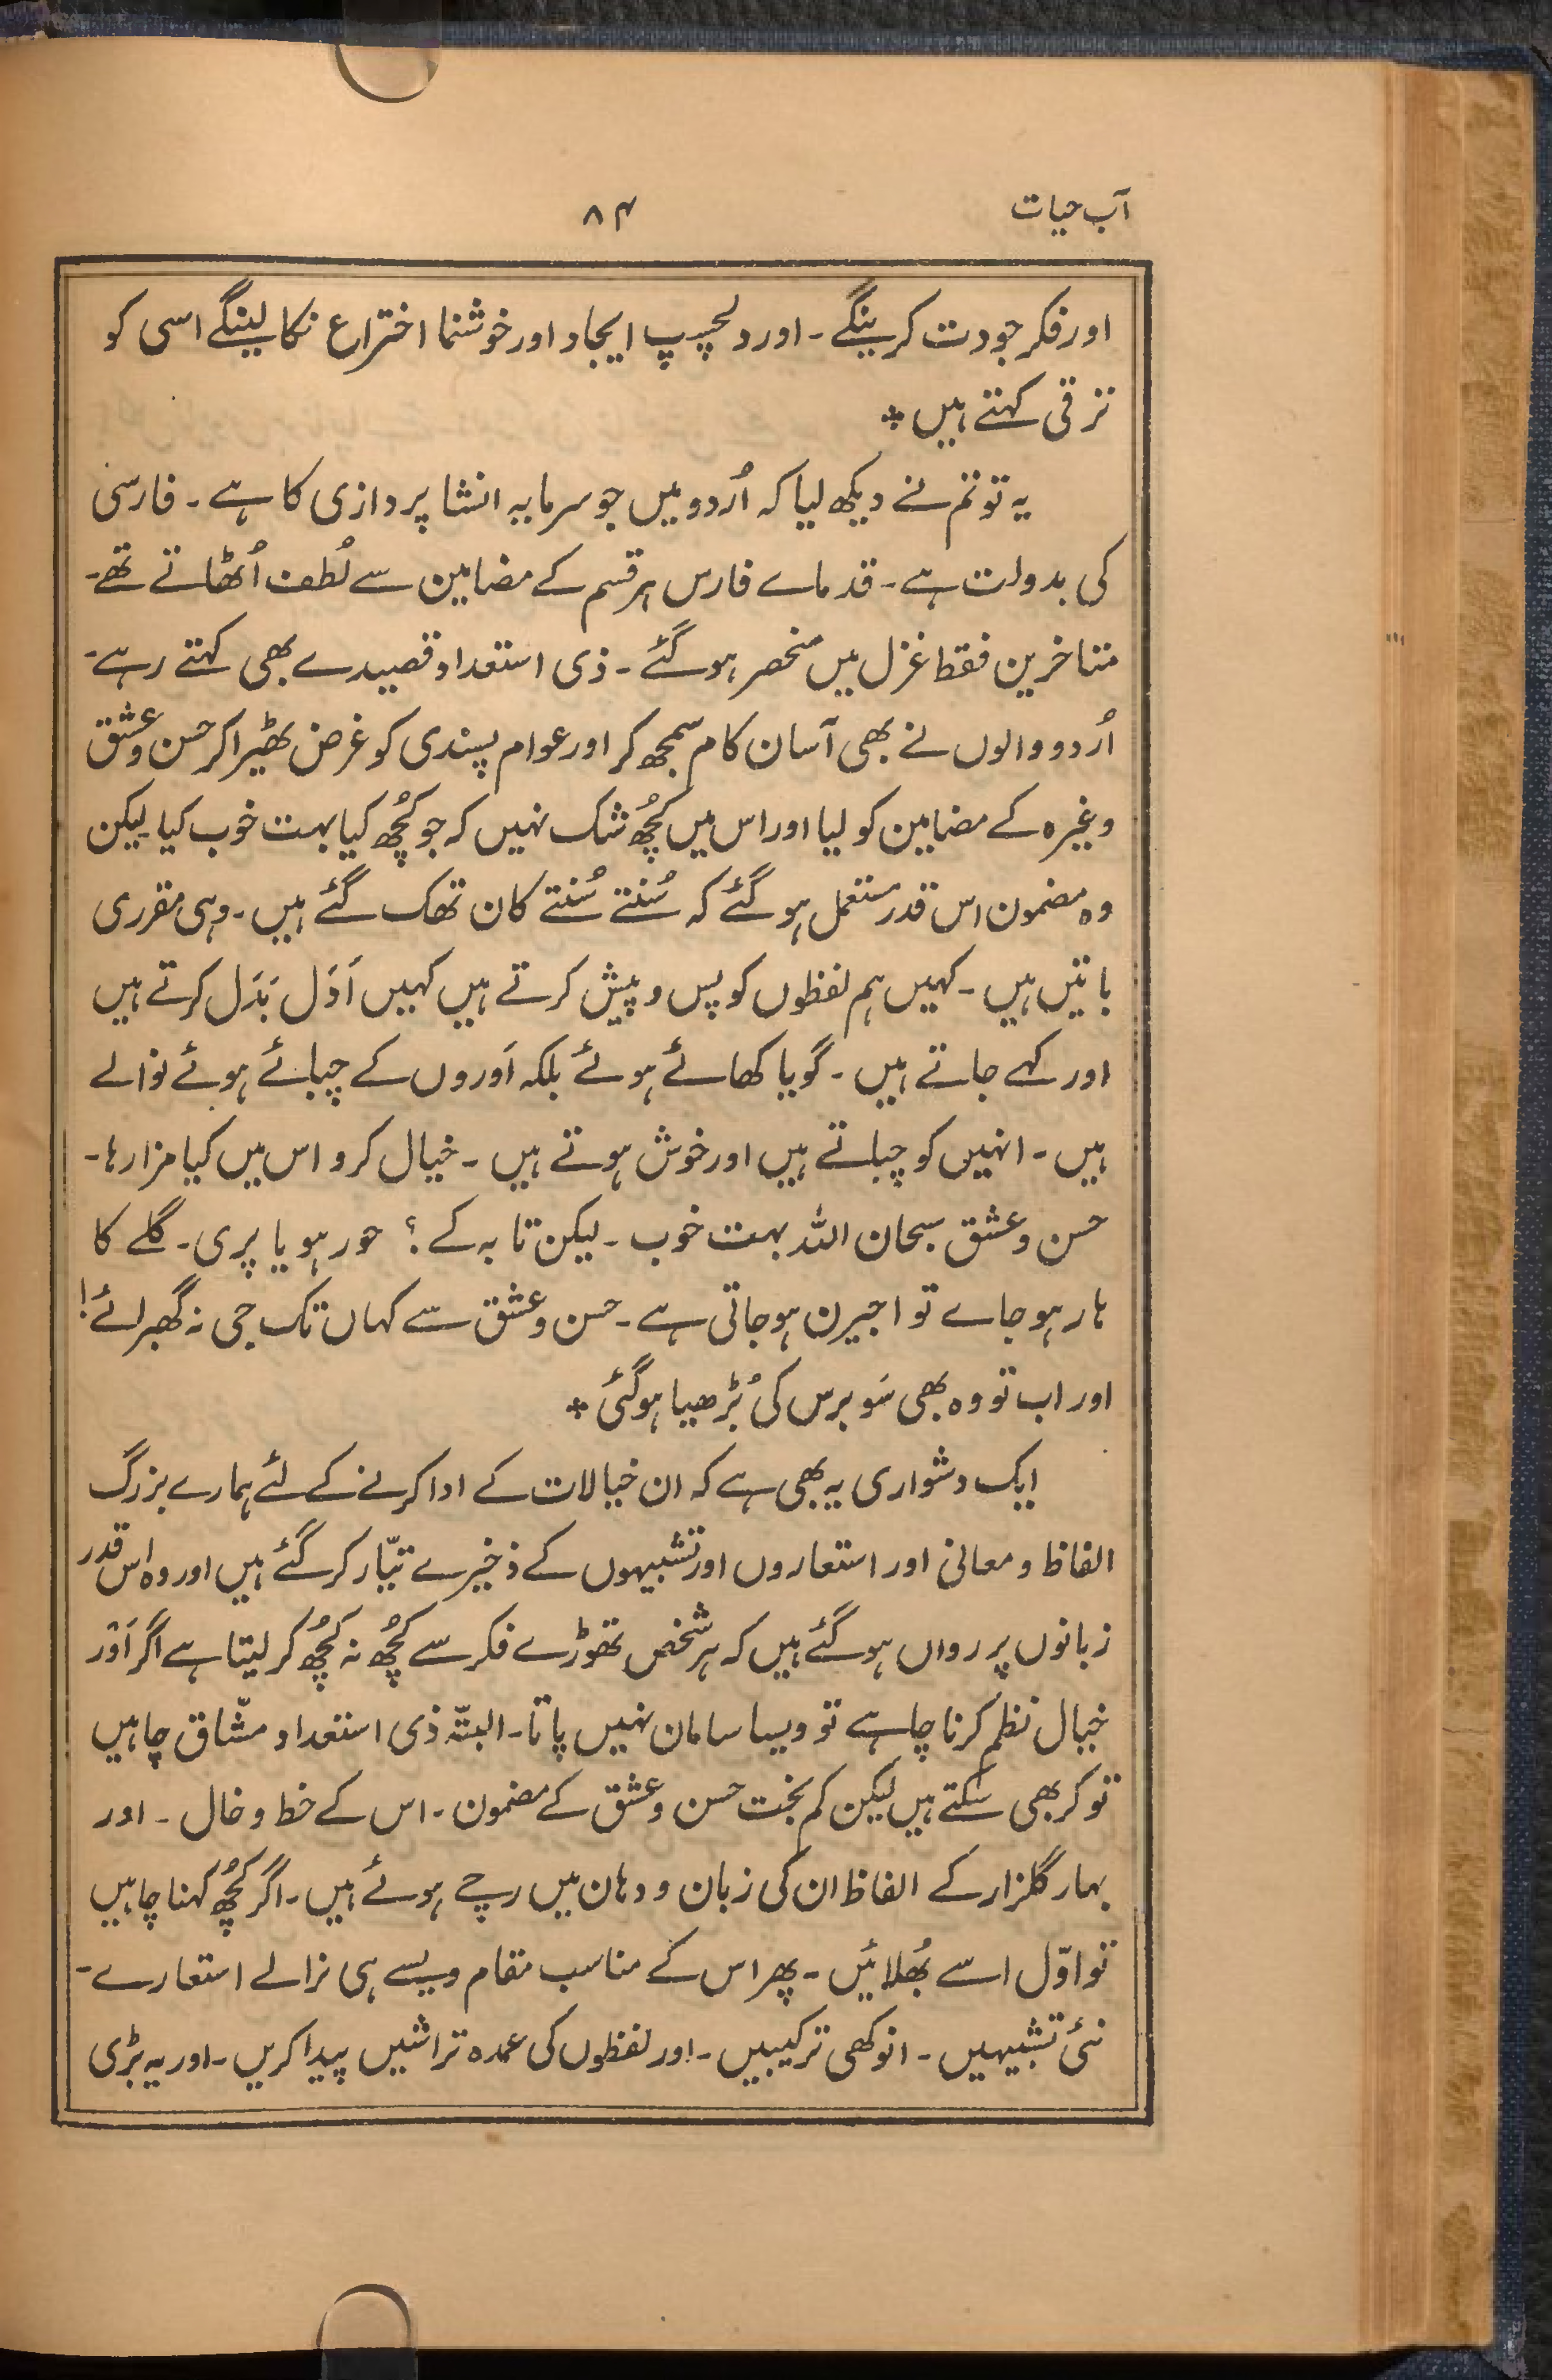 آب حیات
۸۴
اور فکر جودت کرینگے۔ اور دلچسپ ایجاد اور خوشنما اختراع نکالینگے اسی کو
ترقی کہتے ہیں *
یہ تو تم نے دیکھ لیا کہ اُردو میں جو سرمایہ انشا پردازی کا ہے۔ فارسی
کی بدولت ہے۔ قدماے فارس ہر قسم کے مضامین سے لُطف اُٹھاتے تھے۔
متاخرین فقط غزل میں منحصر ہو گئے۔ ذی استعداد قصیدے بھی کہتے رہے۔
اُردو والوں نے بھی آسان کام سمجھ کر اور عوام پسندی کو غرض ٹھیرا کر حسن و عشق
وغیرہ کے مضامین کو لیا اور اس میں کچُھ شک نہیں کہ جو کچُھ کیا بہت خوب کیا لیکن
وہ مضمون اس قدر مستعمل ہو گئے کہ سُنتے سُنتے کان تھک گئے ہیں۔ وہی مقرری
باتیں ہیں۔ کہیں ہم لفظوں کو پس و پیش کرتے ہیں کہیں اَدَل بَدَل کرتے ہیں
اور کہے جاتے ہیں۔ گویا کھائے ہوئے بلکہ اَوروں کے چبائے ہوئے نوالے
ہیں۔ انہیں کو چباتے ہیں اور خوش ہوتے ہیں۔ خیال کرو اس میں کیا مزا رہا۔
حسن و عشق سبحان اللہ بہت خوب۔ لیکن تا بہ کے؟ حور ہو یا پری۔ گلے کا
ہار ہو جاے تو اجیرن ہو جاتی ہے۔ حسن و عشق سے کہاں تک جی نہ گھبرائے!
اور اب تو وہ بھی سَو برس کی بُڑھیا ہو گئی *
ایک دشواری یہ بھی ہے کہ ان خیالات کے ادا کرنے کے لئے ہمارے بزرگ
الفاظ و معانی اور استعاروں اور تشبیہوں کے ذخیرے تیّار کر گئے ہیں اور وہ اس قدر
زبانوں پر رواں ہو گئے ہیں کہ ہر شخص تھوڑے فکر سے کچُھ نہ کچُھ کر لیتا ہے اگر اَوْر
خیال نظم کرنا چاہے تو ویسا سامان نہیں پاتا۔ البتّہ ذی استعداد مشّاق چاہیں
تو کر بھی سکتے ہیں لیکن کم بخت حسن و عشق کے مضمون۔ اس کے خط و خال۔ اور
بہار گلزار کے الفاظ ان کی زبان و دہان میں رچے ہوئے ہیں۔ اگر کچُھ کہنا چاہیں
تو اوّل اسے بُھلائیں۔ پھر اس کے مناسب مقام ویسے ہی نرالے استعارے۔
نئی تشبیہیں۔ انوکھی ترکیبیں۔ اور لفظوں کی عمدہ تراشیں پیدا کریں۔ اور یہ بڑی